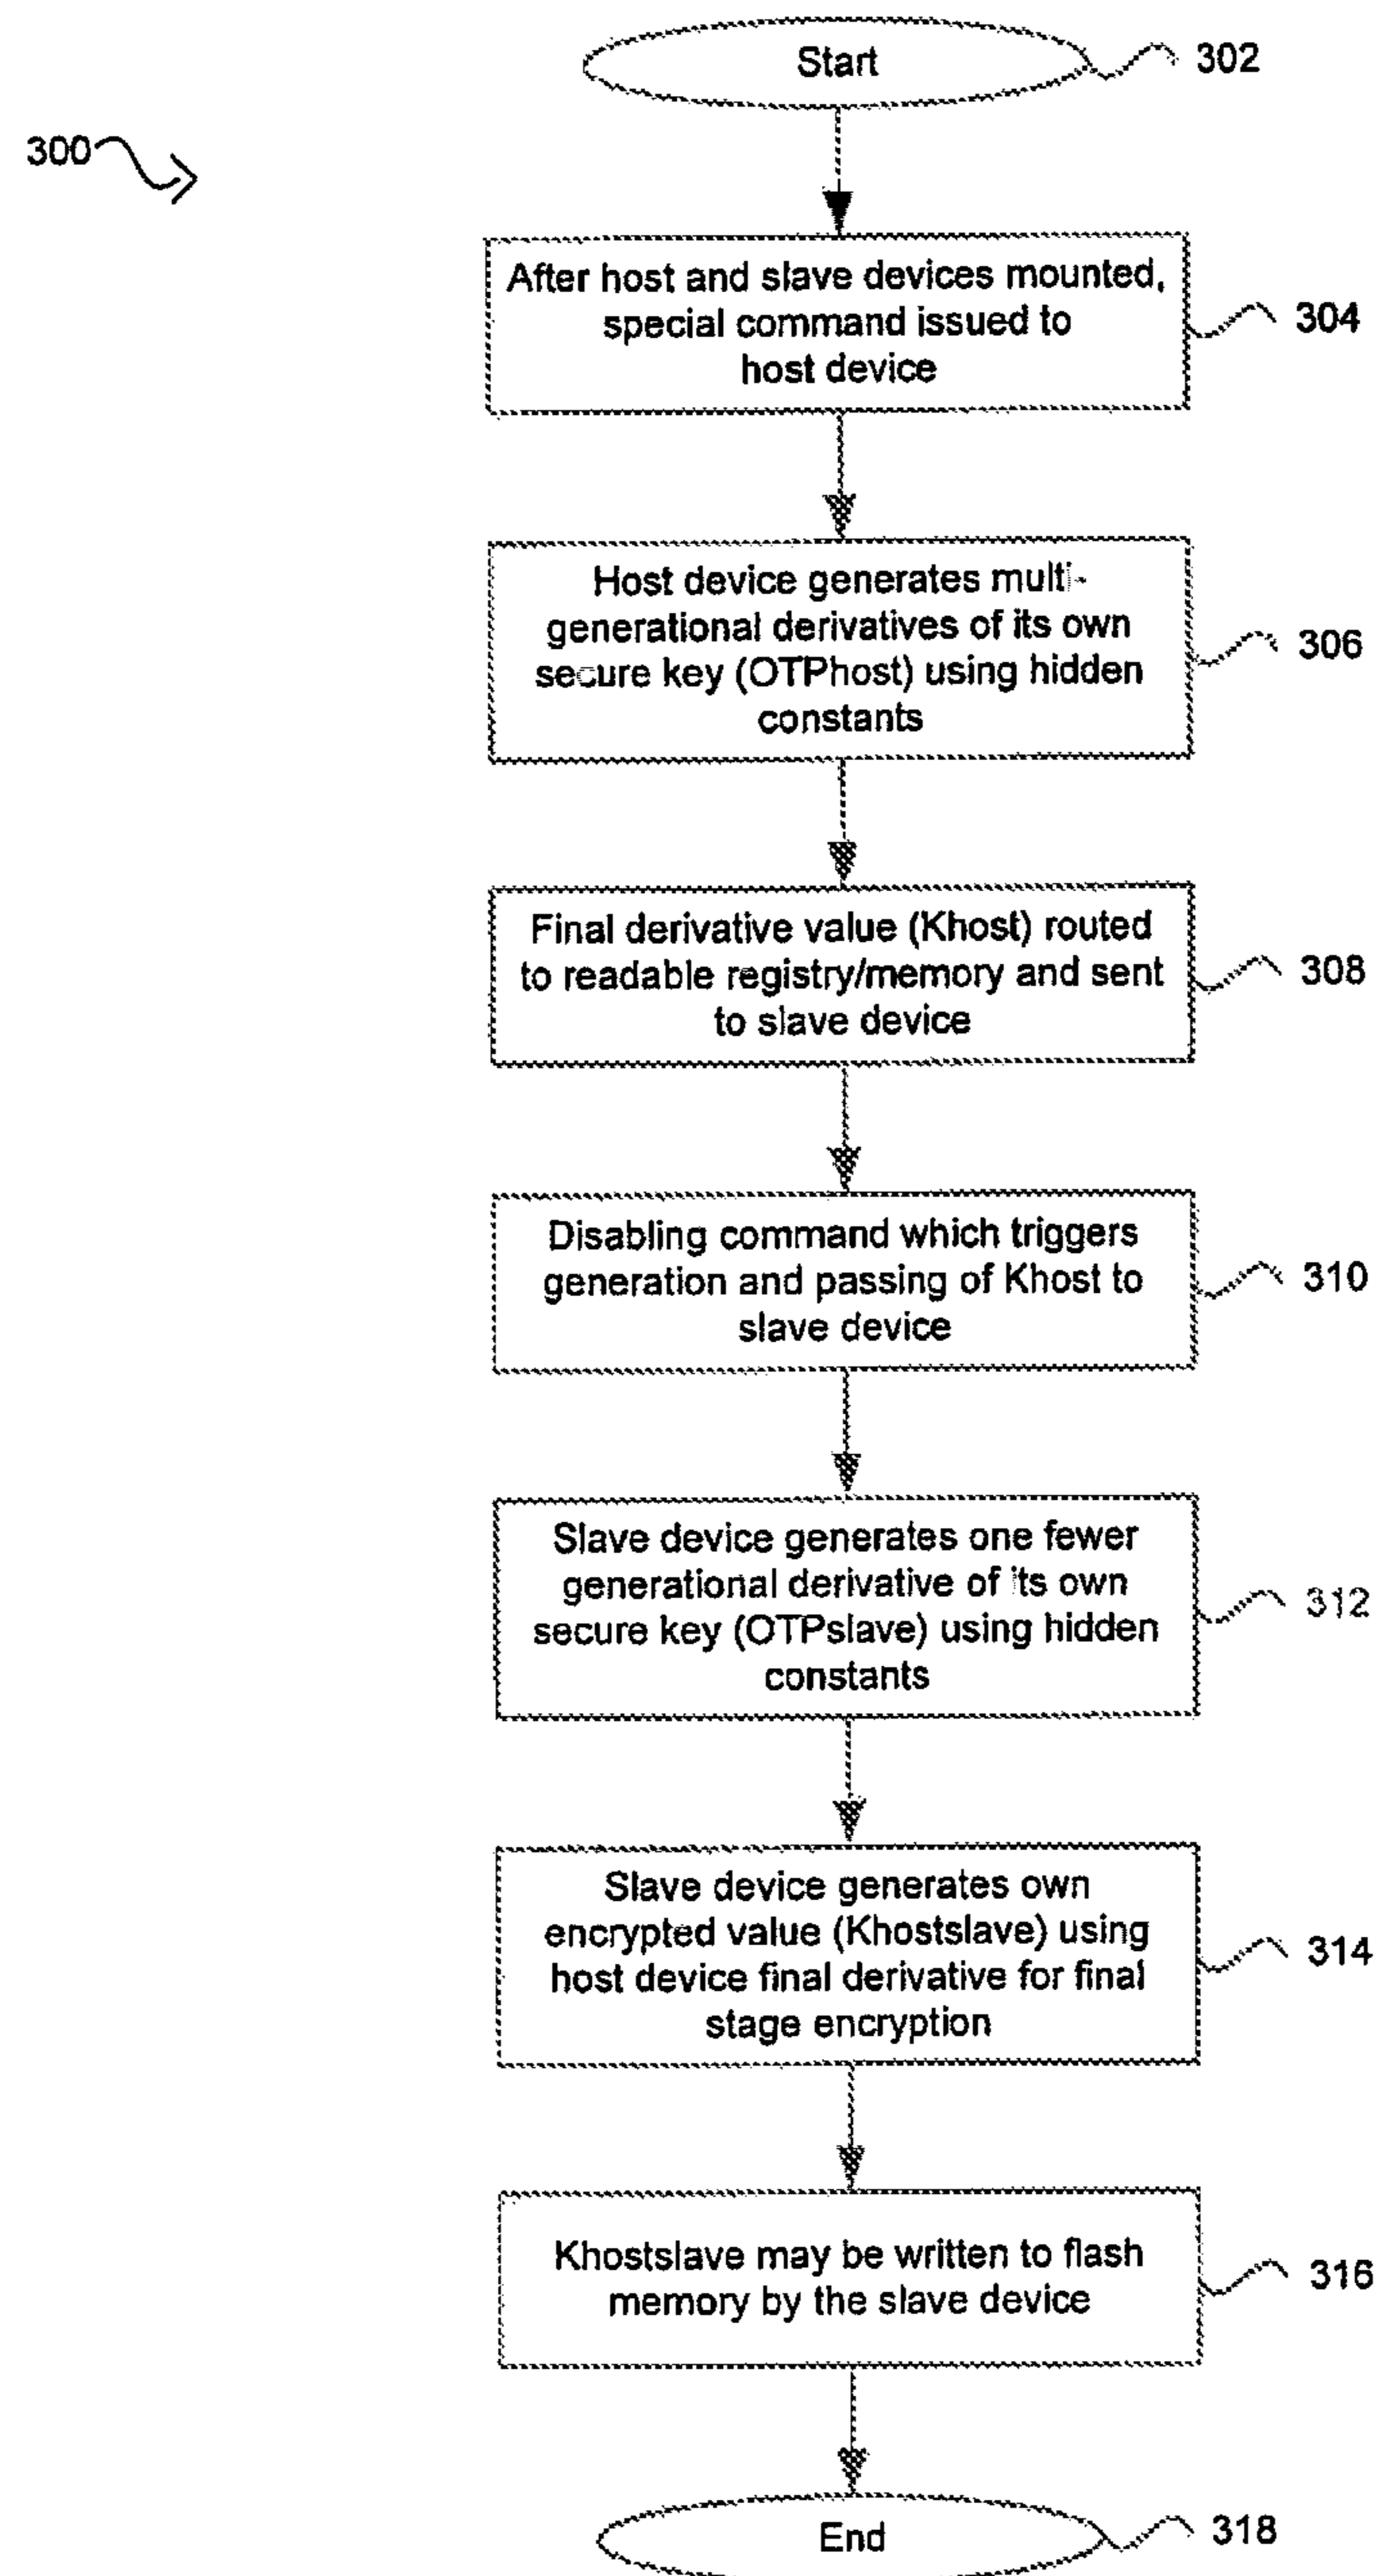 Start
302
300
After host and slave devices mounted,
special command issued to
host device
304
Host device generates multi-
generational derivatives of its own
secure key (OTPhost) using hidden
constants
306
Final derivative value (Khost) routed
to readable registry/memory and sent
to slave device
308
Disabling command which triggers
generation and passing of Khost to
slave device
310
Slave device generates one fewer
generational derivative of its own
secure key (OTPslave) using hidden
constants
312
Slave device generates own
encrypted value (Khostslave) using
host device final derivative for final
stage encryption
314
Khostslave may be written to flash
memory by the slave device
316
End
318